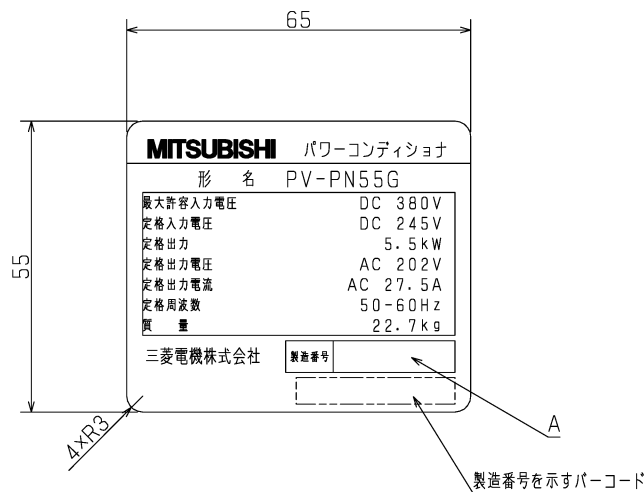 65
MITSUBISHI パワーコンディショナ
形 名 PV-PN55G
最大許容入力電圧 DC 380V
定格入力電圧 DC 245V
定格出力 5.5kW
定格出力電圧 AC 202V
定格出力電流 AC 27.5A
定格周波数 50-60Hz
質 量 22.7kg
三菱電機株式会社 製造番号
55
4×R3
A
製造番号を示すバーコード